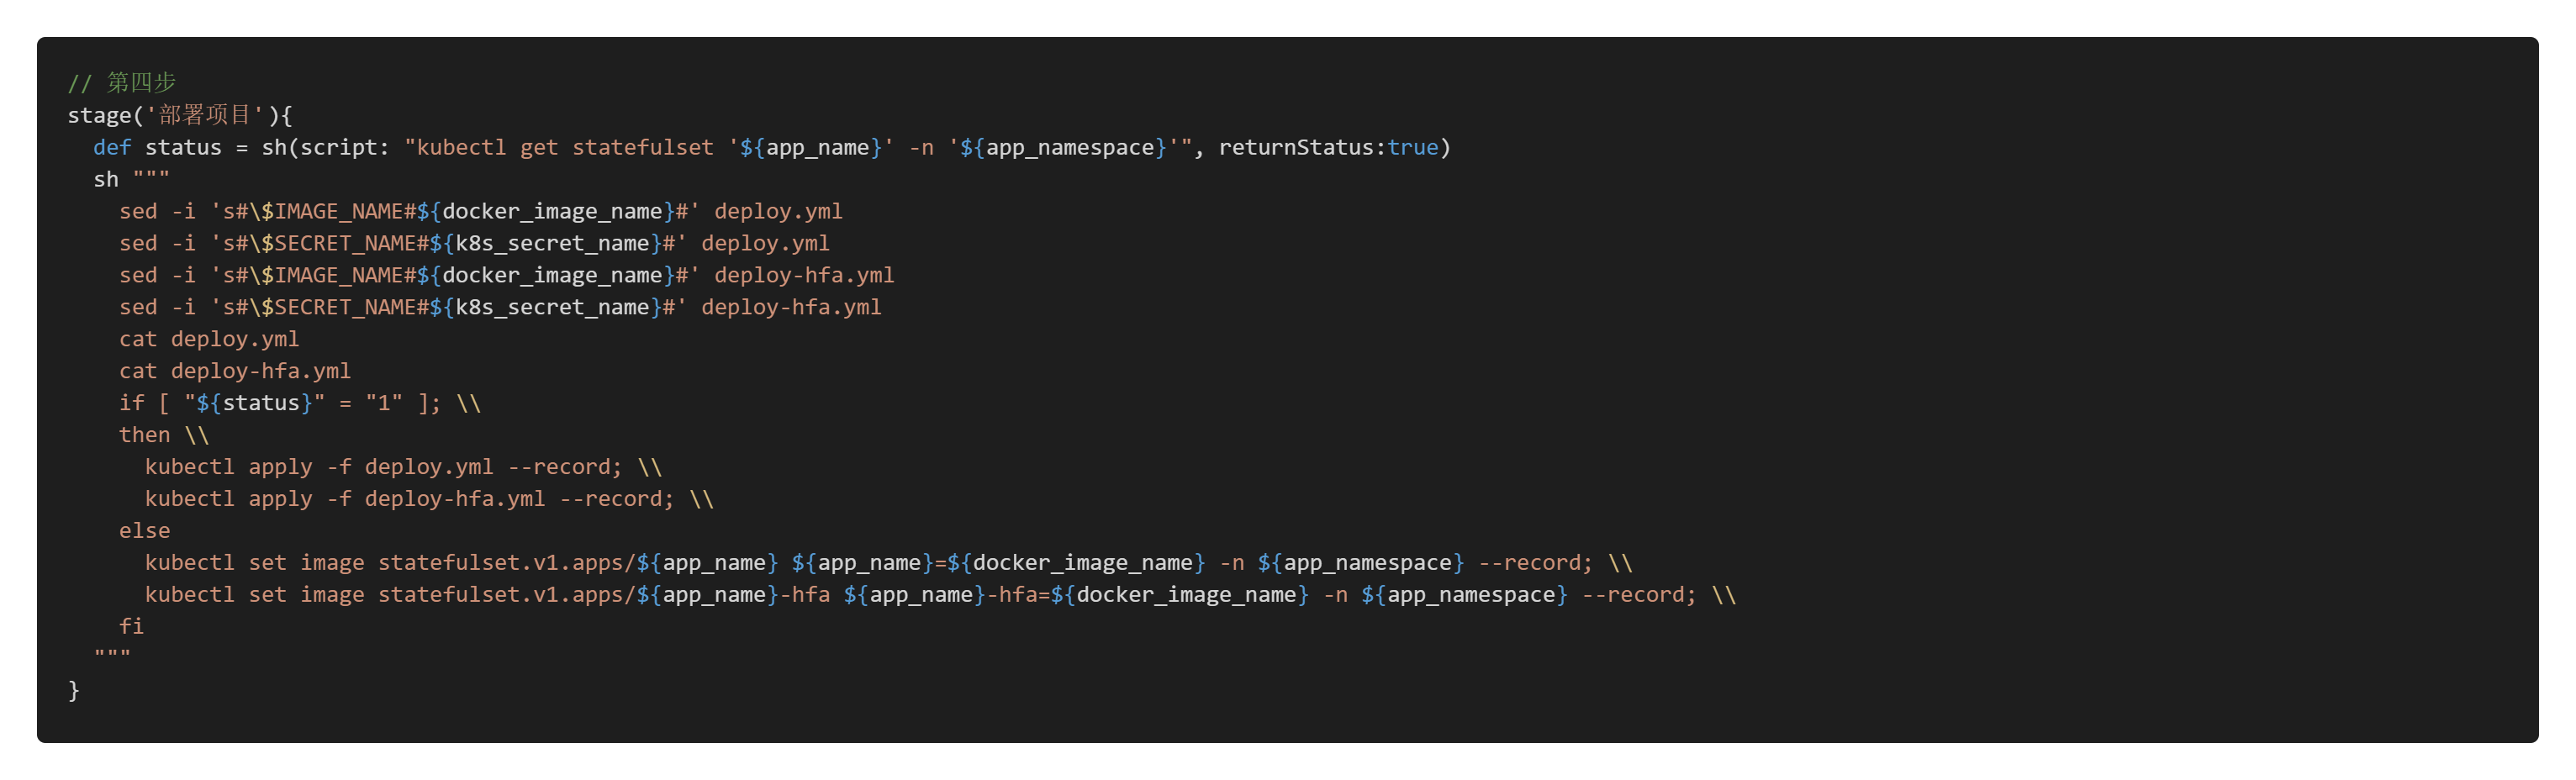 // 第四步
stage('部署项目'){
  def status = sh(script: "kubectl get statefulset '${app_name}' -n '${app_namespace}'", returnStatus:true)
  sh """
    sed -i 's#\$IMAGE_NAME#${docker_image_name}#' deploy.yml
    sed -i 's#\$SECRET_NAME#${k8s_secret_name}#' deploy.yml
    sed -i 's#\$IMAGE_NAME#${docker_image_name}#' deploy-hfa.yml
    sed -i 's#\$SECRET_NAME#${k8s_secret_name}#' deploy-hfa.yml
    cat deploy.yml
    cat deploy-hfa.yml
    if [ "${status}" = "1" ]; \\
    then \\
      kubectl apply -f deploy.yml --record; \\
      kubectl apply -f deploy-hfa.yml --record; \\
    else
      kubectl set image statefulset.v1.apps/${app_name} ${app_name}=${docker_image_name} -n ${app_namespace} --record; \\
      kubectl set image statefulset.v1.apps/${app_name}-hfa ${app_name}-hfa=${docker_image_name} -n ${app_namespace} --record; \\
    fi
  """
}